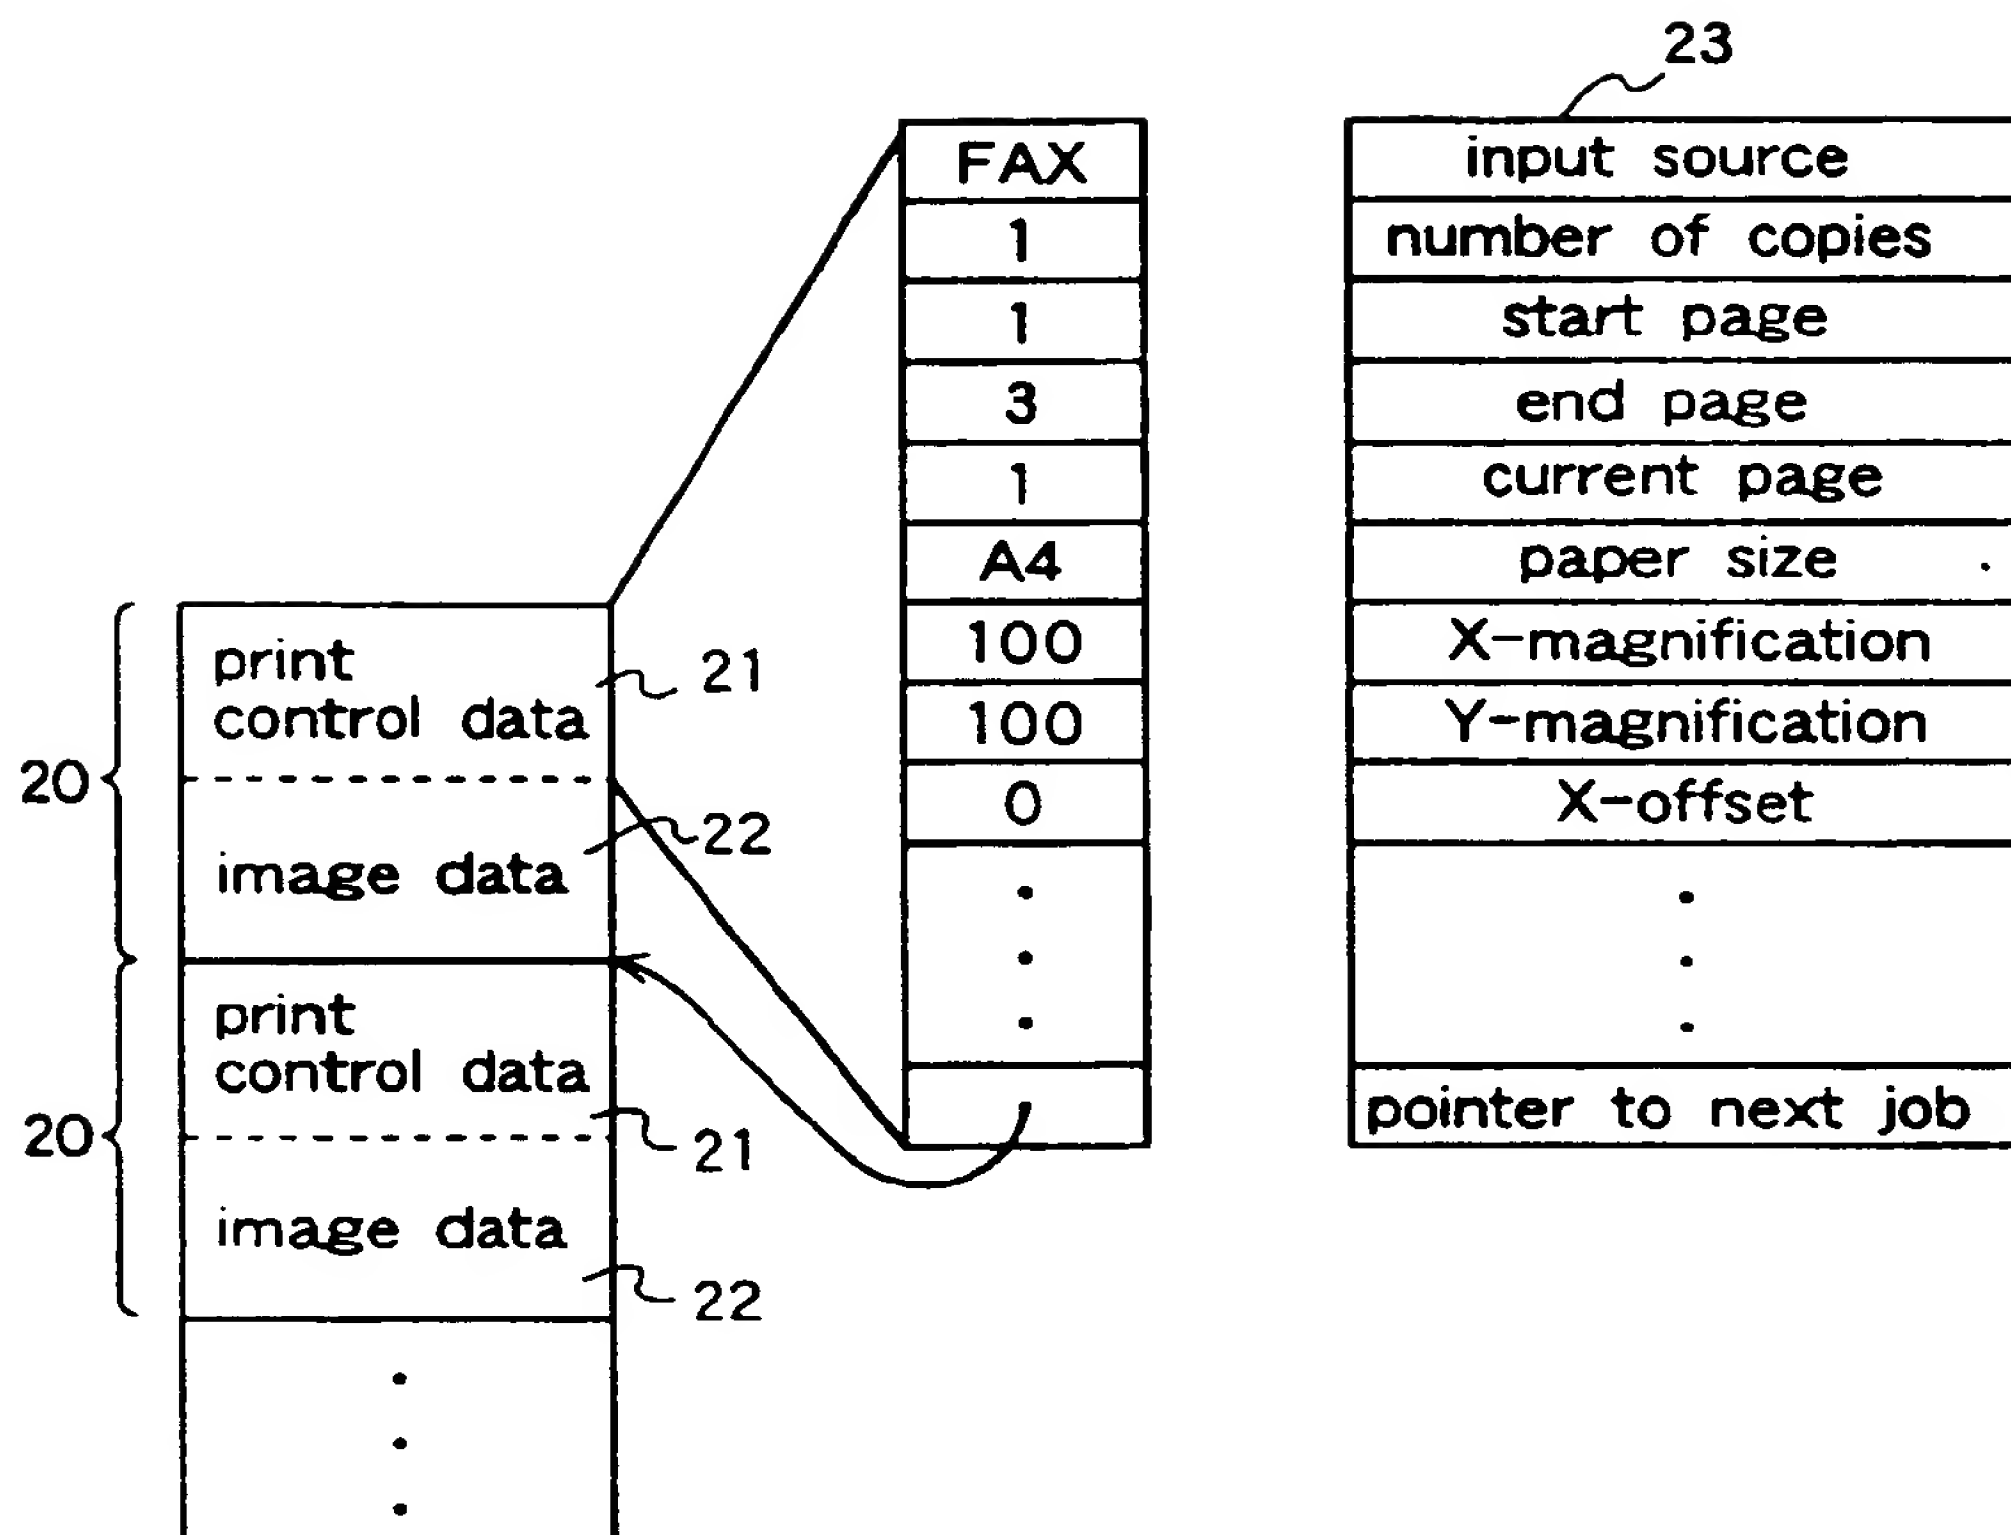 23
FAX
1
1
3
1
A4
100
100
0
input source
number of copies
start page
end page
current page
paper size
X-magnification
Y-magnification
X-offset
pointer to next job
20
print
control data
21
image data
22
20
print
control data
21
image data
22